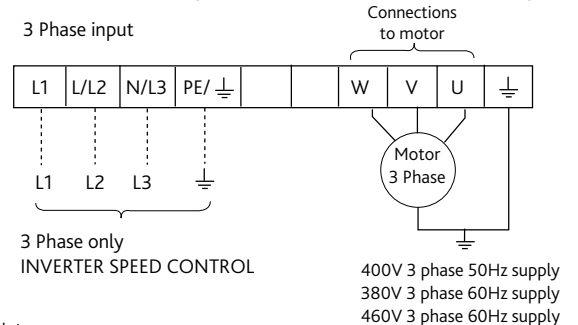 Connections
to motor
3 Phase input
L1 L/L2 N/L3 PE/ W V U
Motor
3 Phase
L1 L2 L3
3 Phase only
INVERTER SPEED CONTROL
400V 3 phase 50Hz supply
380V 3 phase 60Hz supply
460V 3 phase 60Hz supply